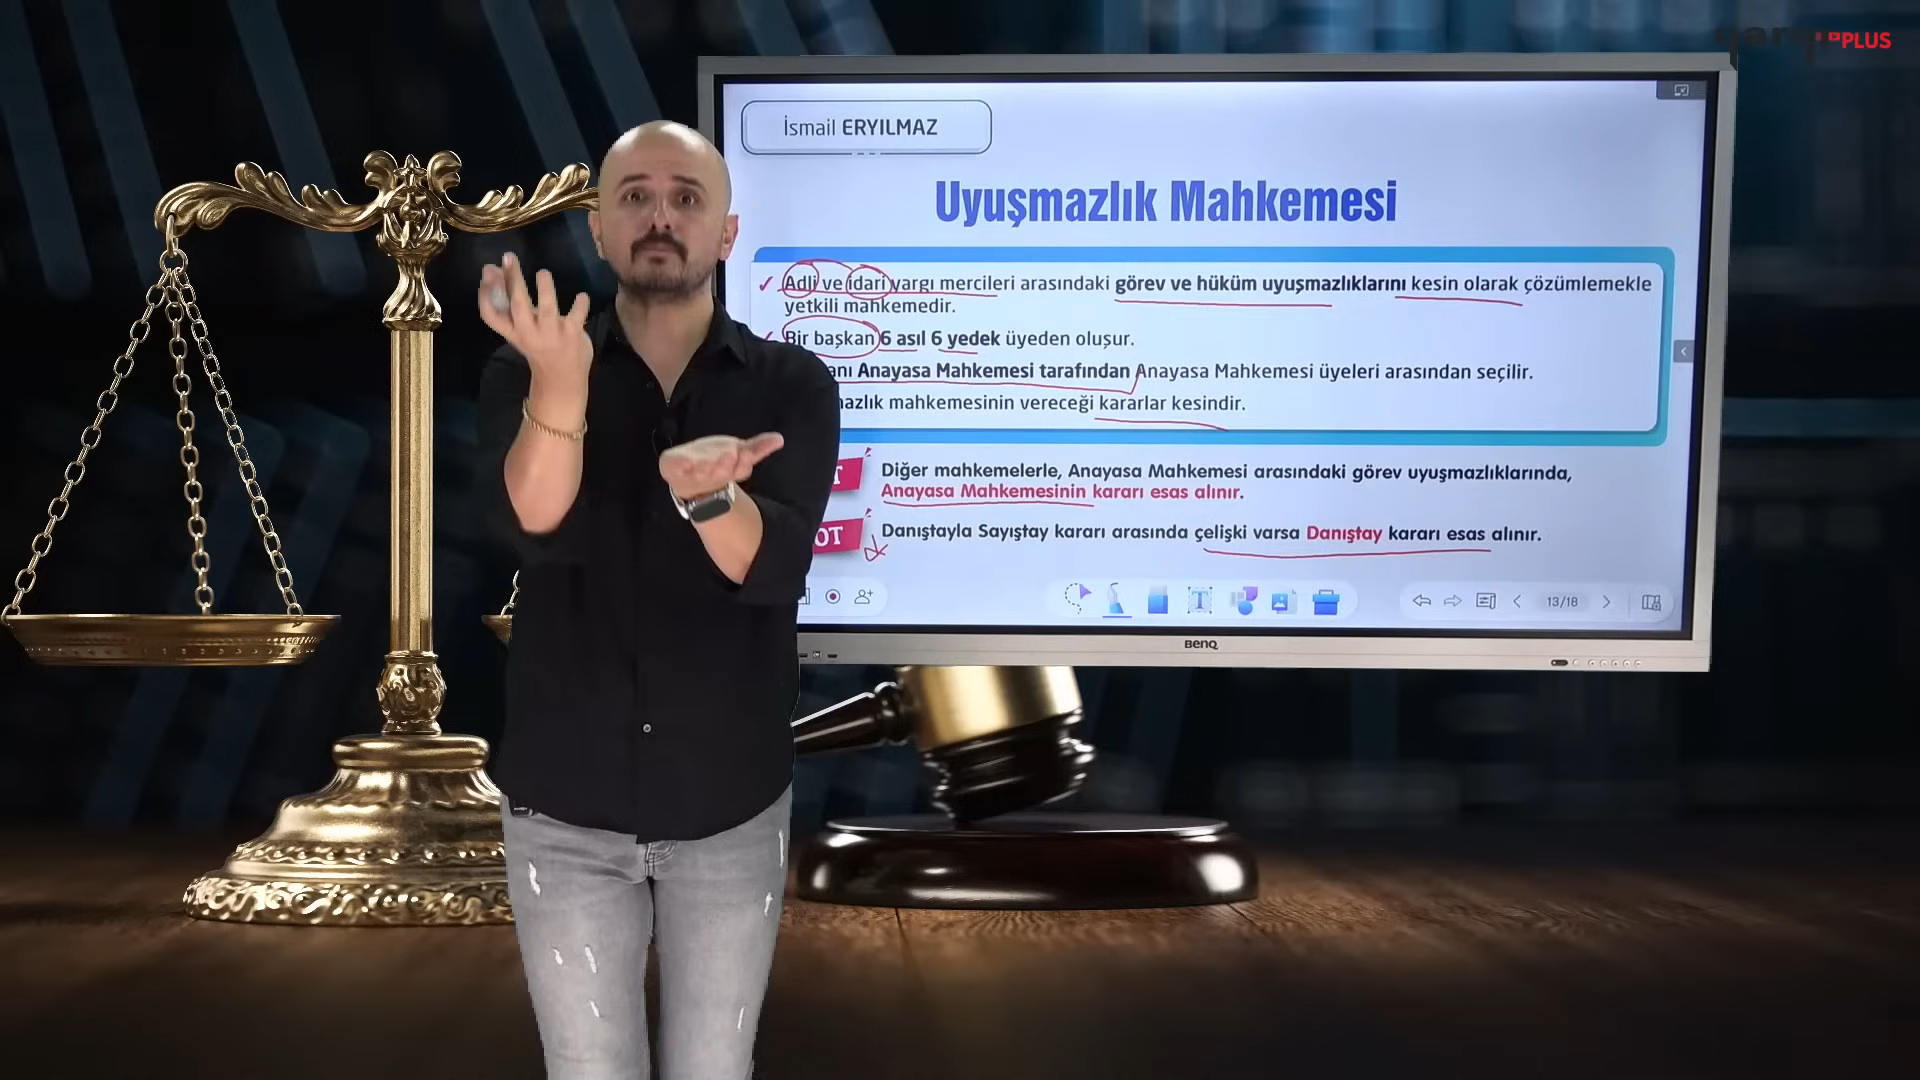 PLUS
İsmail ERYILMAZ
Uyuşmazlık Mahkemesi
✓ Adli ve idari yargı mercileri arasındaki görev ve hüküm uyuşmazlıklarını kesin olarak çözümlemekle
yetkili mahkemedir.
✓ Bir başkan 6 asıl 6 yedek üyeden oluşur.
Anayasa Mahkemesi tarafından Anayasa Mahkemesi üyeleri arasından seçilir.
mahkemesinin vereceği kararlar kesindir.
Diğer mahkemelerle, Anayasa Mahkemesi arasındaki görev uyuşmazlıklarında,
Anayasa Mahkemesinin kararı esas alınır.
Danıştayla Sayıştay kararı arasında çelişki varsa Danıştay kararı esas alınır.
13/18
BenQ